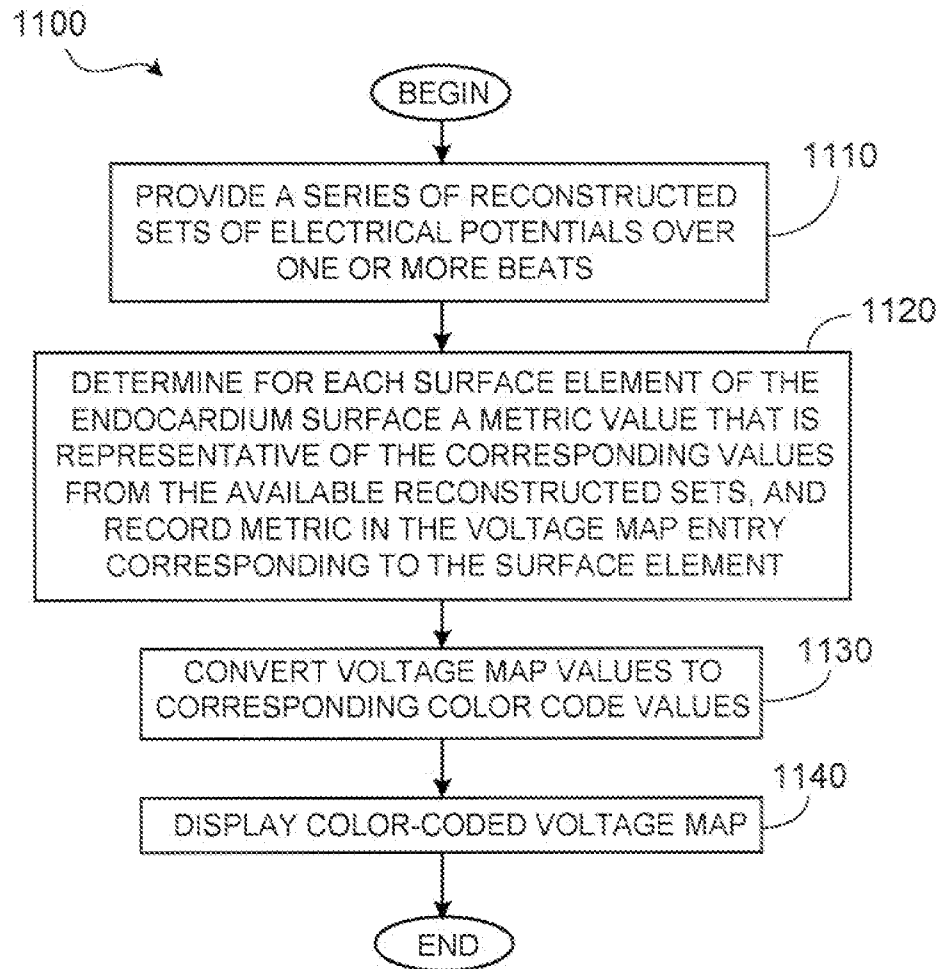 1100
BEGIN
1110
PROVIDE A SERIES OF RECONSTRUCTED
SETS OF ELECTRICAL POTENTIALS OVER
ONE OR MORE BEATS
1120
DETERMINE FOR EACH SURFACE ELEMENT OF THE
ENDOCARDIUM SURFACE A METRIC VALUE THAT IS
REPRESENTATIVE OF THE CORRESPONDING VALUES
FROM THE AVAILABLE RECONSTRUCTED SETS, AND
RECORD METRIC IN THE VOLTAGE MAP ENTRY
CORRESPONDING TO THE SURFACE ELEMENT
1130
CONVERT VOLTAGE MAP VALUES TO
CORRESPONDING COLOR CODE VALUES
1140
DISPLAY COLOR-CODED VOLTAGE MAP
END